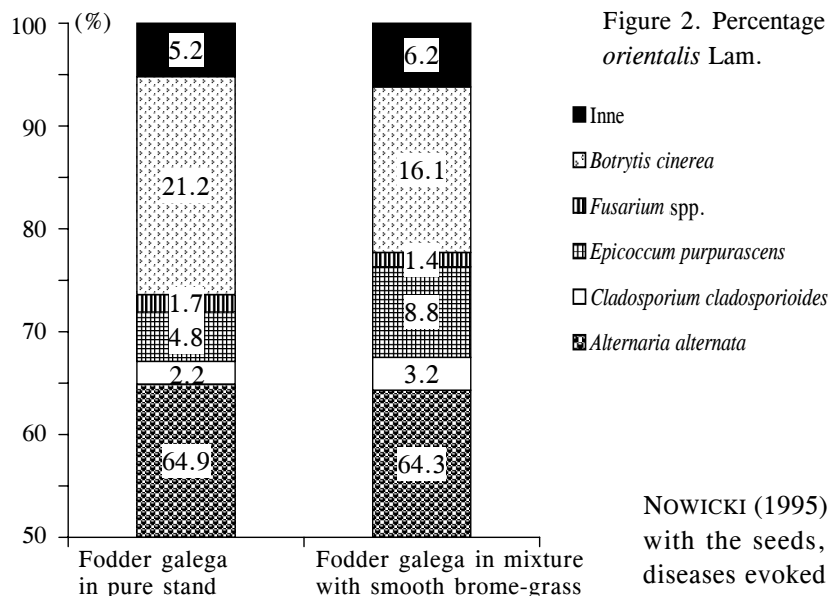 (%)
100
90
80
70
60
50
5.2
21.2
1.7
4.8
2.2
64.9
6.2
16.1
1.4
8.8
3.2
64.3
Fodder galega
in pure stand
Fodder galega in mixture
with smooth brome-grass
Figure 2. Percentage
orientalis Lam.
Inne
Botrytis cinerea
Fusarium spp.
Epicoccum purpurascens
Cladosporium cladosporioides
Alternaria alternata
NOWICKI (1995)
with the seeds,
diseases evoked